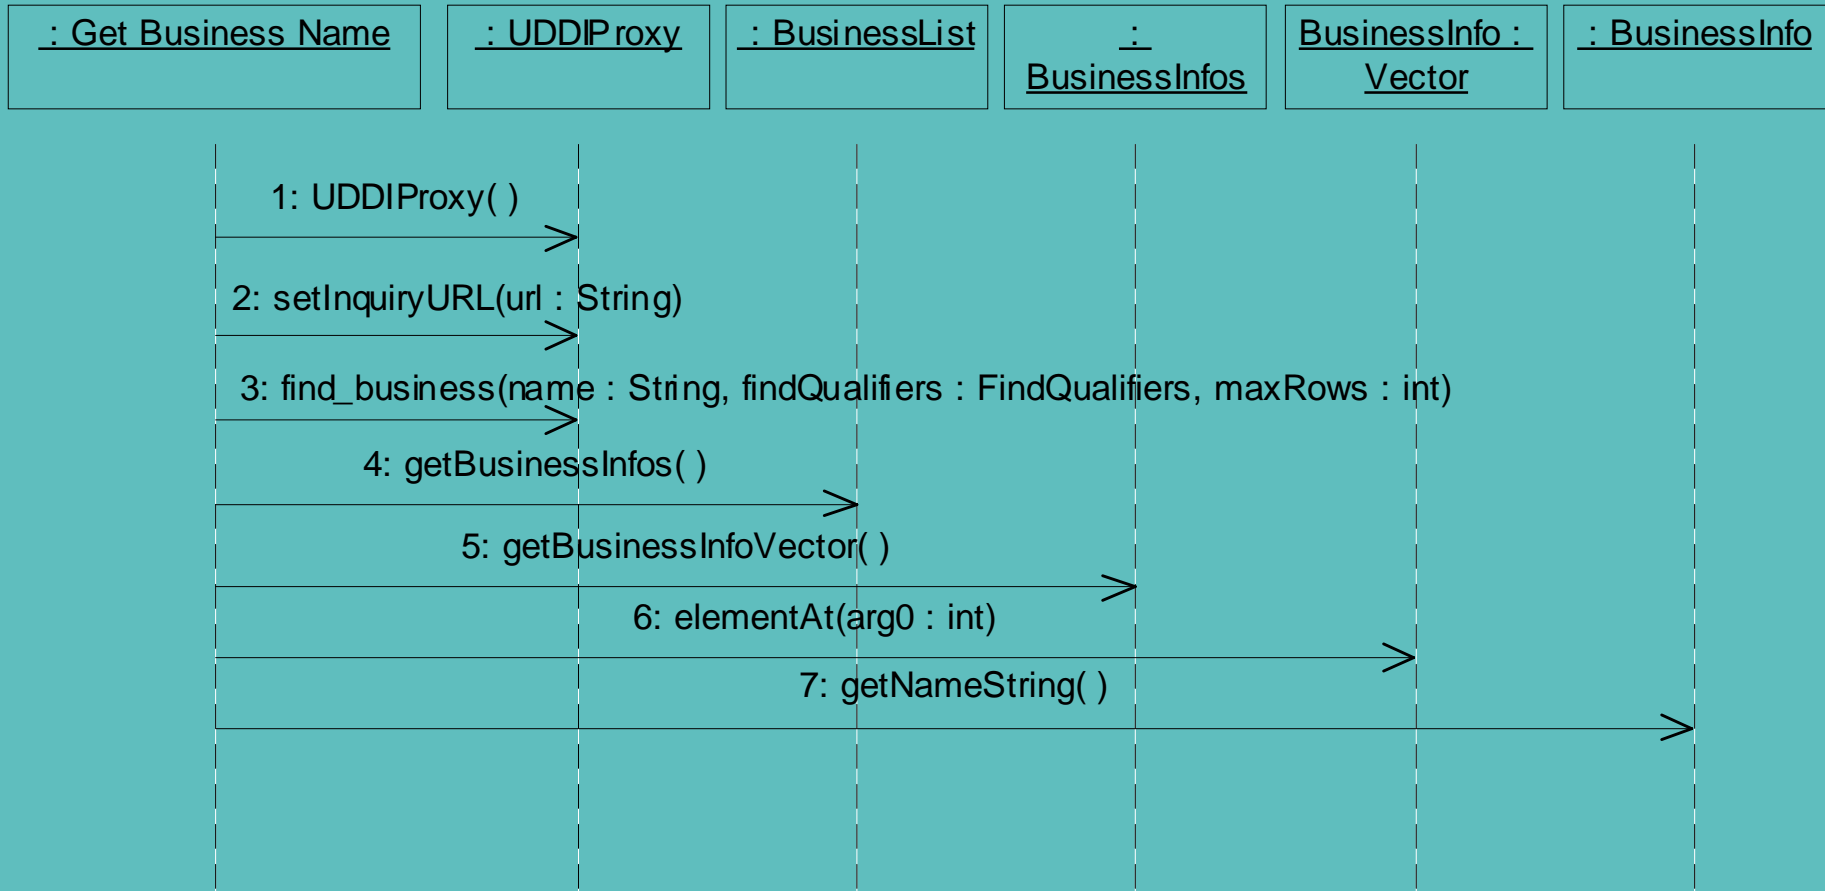 : Get Business Name
: UDDIProxy
: BusinessList
:
BusinessInfos
BusinessInfo :
Vector
: BusinessInfo
1: UDDIProxy( )
2: setInquiryURL(url : String)
3: find_business(name : String, findQualifiers : FindQualifiers, maxRows : int)
4: getBusinessInfos( )
5: getBusinessInfoVector( )
6: elementAt(arg0 : int)
7: getNameString( )